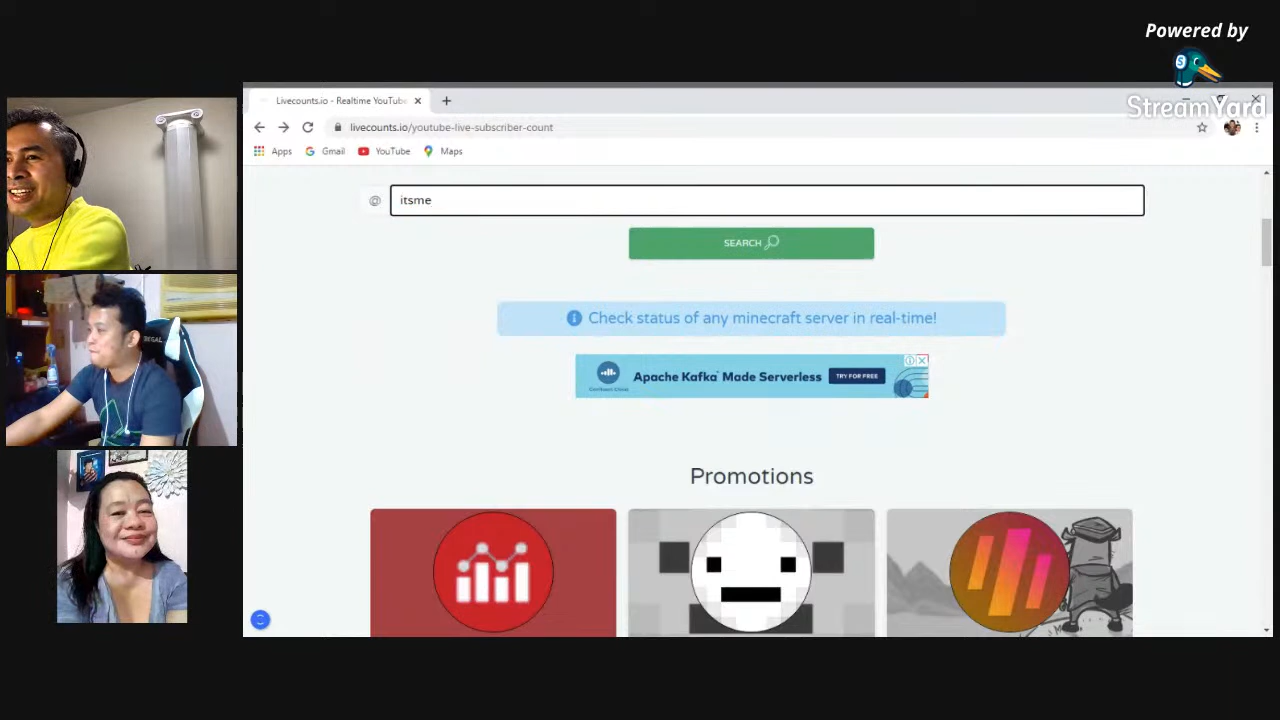 Powered by
StreamYard
Livecounts.io - Realtime YouTube
livecounts.io/youtube-live-subscriber-count
Apps
Gmail
YouTube
Maps
@
itsme
SEARCH
Check status of any minecraft server in real-time!
Apache Kafka Made Serverless
TRY FOR FREE
Promotions